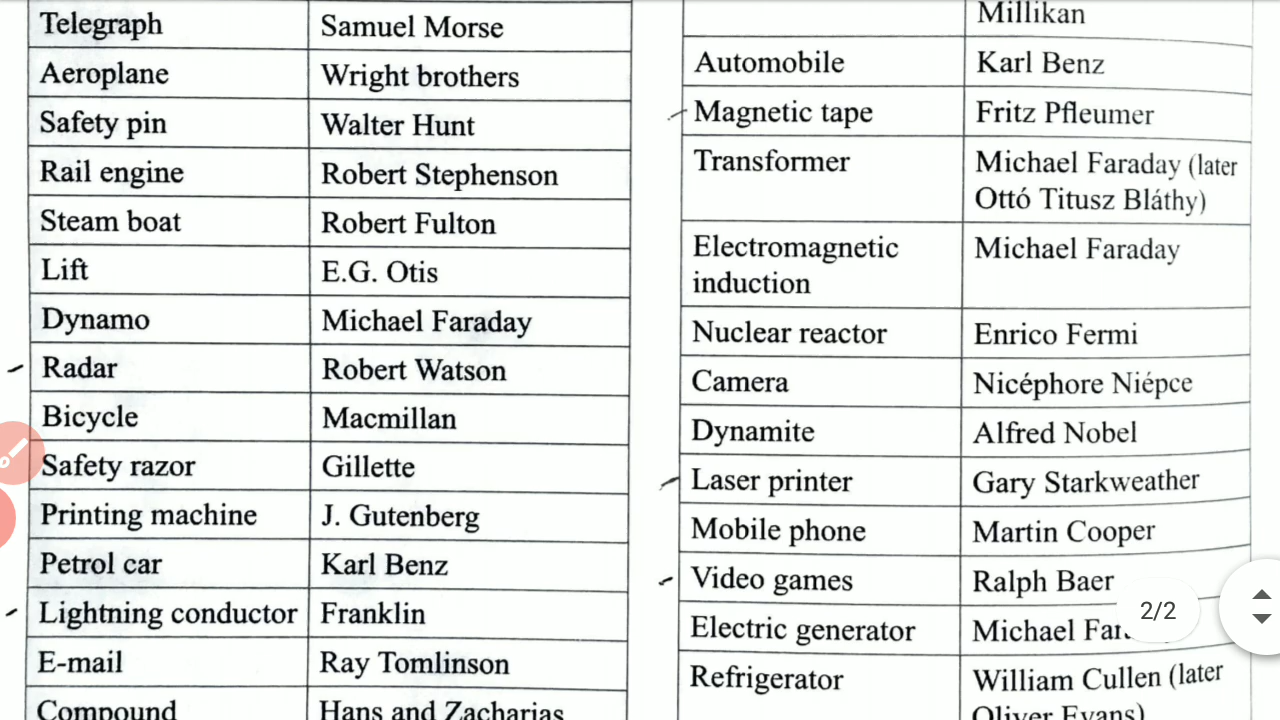 Telegraph Samuel Morse
Aeroplane Wright brothers
Safety pin Walter Hunt
Rail engine Robert Stephenson
Steam boat Robert Fulton
Lift E.G. Otis
Dynamo Michael Faraday
Radar Robert Watson
Bicycle Macmillan
Safety razor Gillette
Printing machine J. Gutenberg
Petrol car Karl Benz
Lightning conductor Franklin
E-mail Ray Tomlinson
Compound Hans and Zacharias
Millikan
Automobile Karl Benz
Magnetic tape Fritz Pfleumer
Transformer Michael Faraday (later
Ottó Titusz Bláthy)
Electromagnetic Michael Faraday
induction
Nuclear reactor Enrico Fermi
Camera Nicéphore Niépce
Dynamite Alfred Nobel
Laser printer Gary Starkweather
Mobile phone Martin Cooper
Video games Ralph Baer
Electric generator Michael
Refrigerator William Cullen (later
Oliver Evans)
2/2